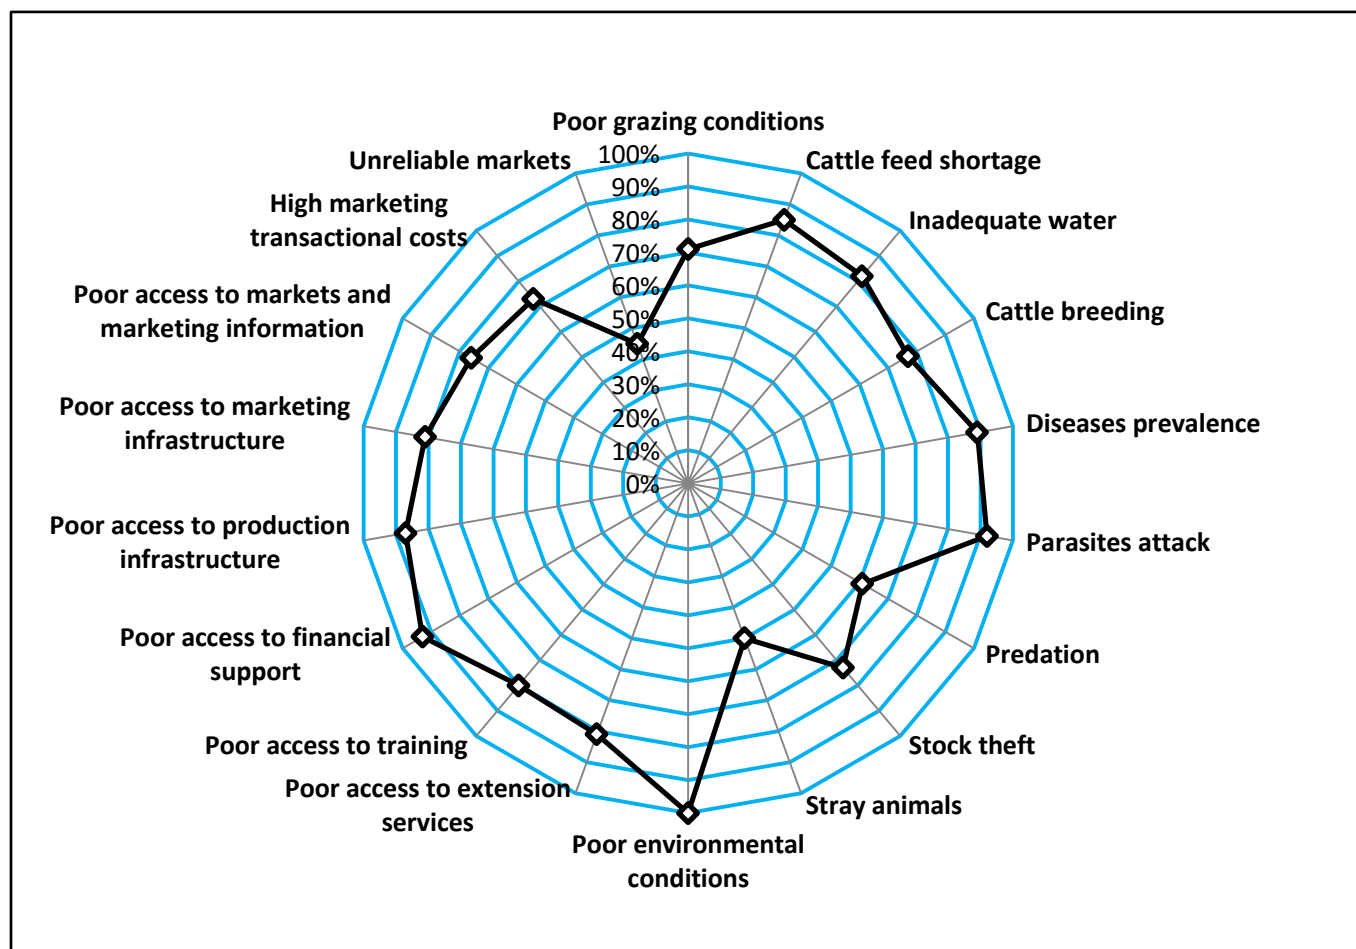 Poor grazing conditions
Cattle feed shortage
Inadequate water
Cattle breeding
Diseases prevalence
Parasites attack
Predation
Stock theft
Stray animals
Poor environmental
conditions
Poor access to extension
services
Poor access to training
Poor access to financial
support
Poor access to production
infrastructure
Poor access to marketing
infrastructure
Poor access to markets and
marketing information
High marketing
transactional costs
Unreliable markets
100%
90%
80%
70%
60%
50%
40%
30%
20%
10%
0%